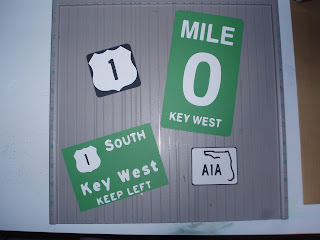 1
MILE
0
KEY WEST
1 SOUTH
Key West
KEEP LEFT
A1A